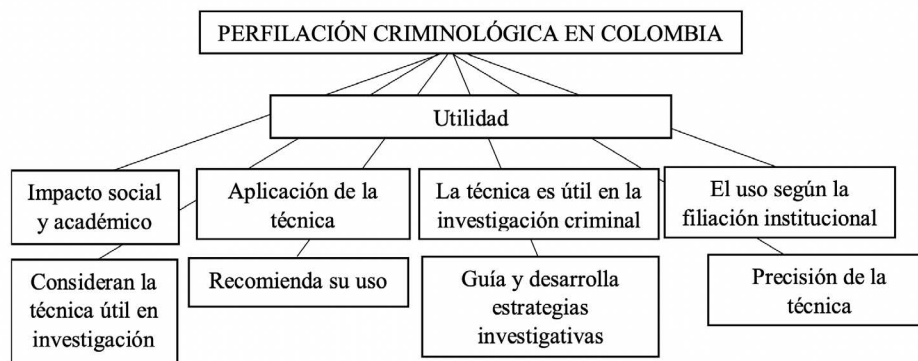 PERFILACIÓN CRIMINOLÓGICA EN COLOMBIA
Utilidad
Impacto social
y académico
Aplicación de la
técnica
La técnica es útil en la
investigación criminal
El uso según la
filiación institucional
Consideran la
técnica útil en
investigación
Recomienda su uso
Guía y desarrolla
estrategias
investigativas
Precisión de la
técnica